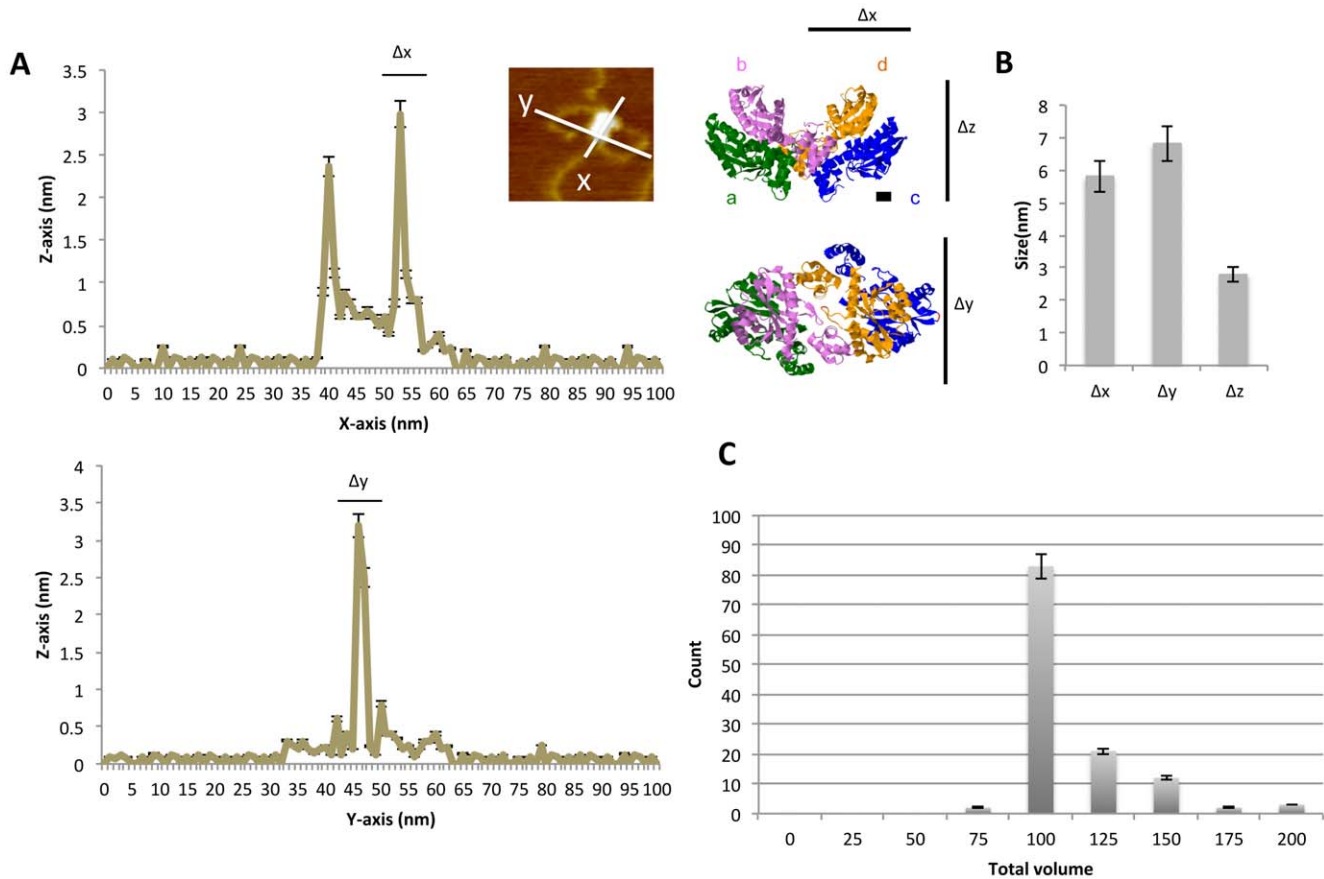 A
Δx
3.5
3
2.5
2
1.5
1
0.5
0
Z-axis (nm)
0 5 10 15 20 25 30 35 40 45 50 55 60 65 70 75 80 85 90 95 100
X-axis (nm)
y
x
Δx
b d
Δz
a c
Δy
B
8
7
6
5
4
3
2
1
0
Size(nm)
Δx Δy Δz
Δy
4
3.5
3
2.5
2
1.5
1
0.5
0
Z-axis (nm)
0 5 10 15 20 25 30 35 40 45 50 55 60 65 70 75 80 85 90 95 100
Y-axis (nm)
C
100
90
80
70
60
50
40
30
20
10
0
Count
0 25 50 75 100 125 150 175 200
Total volume